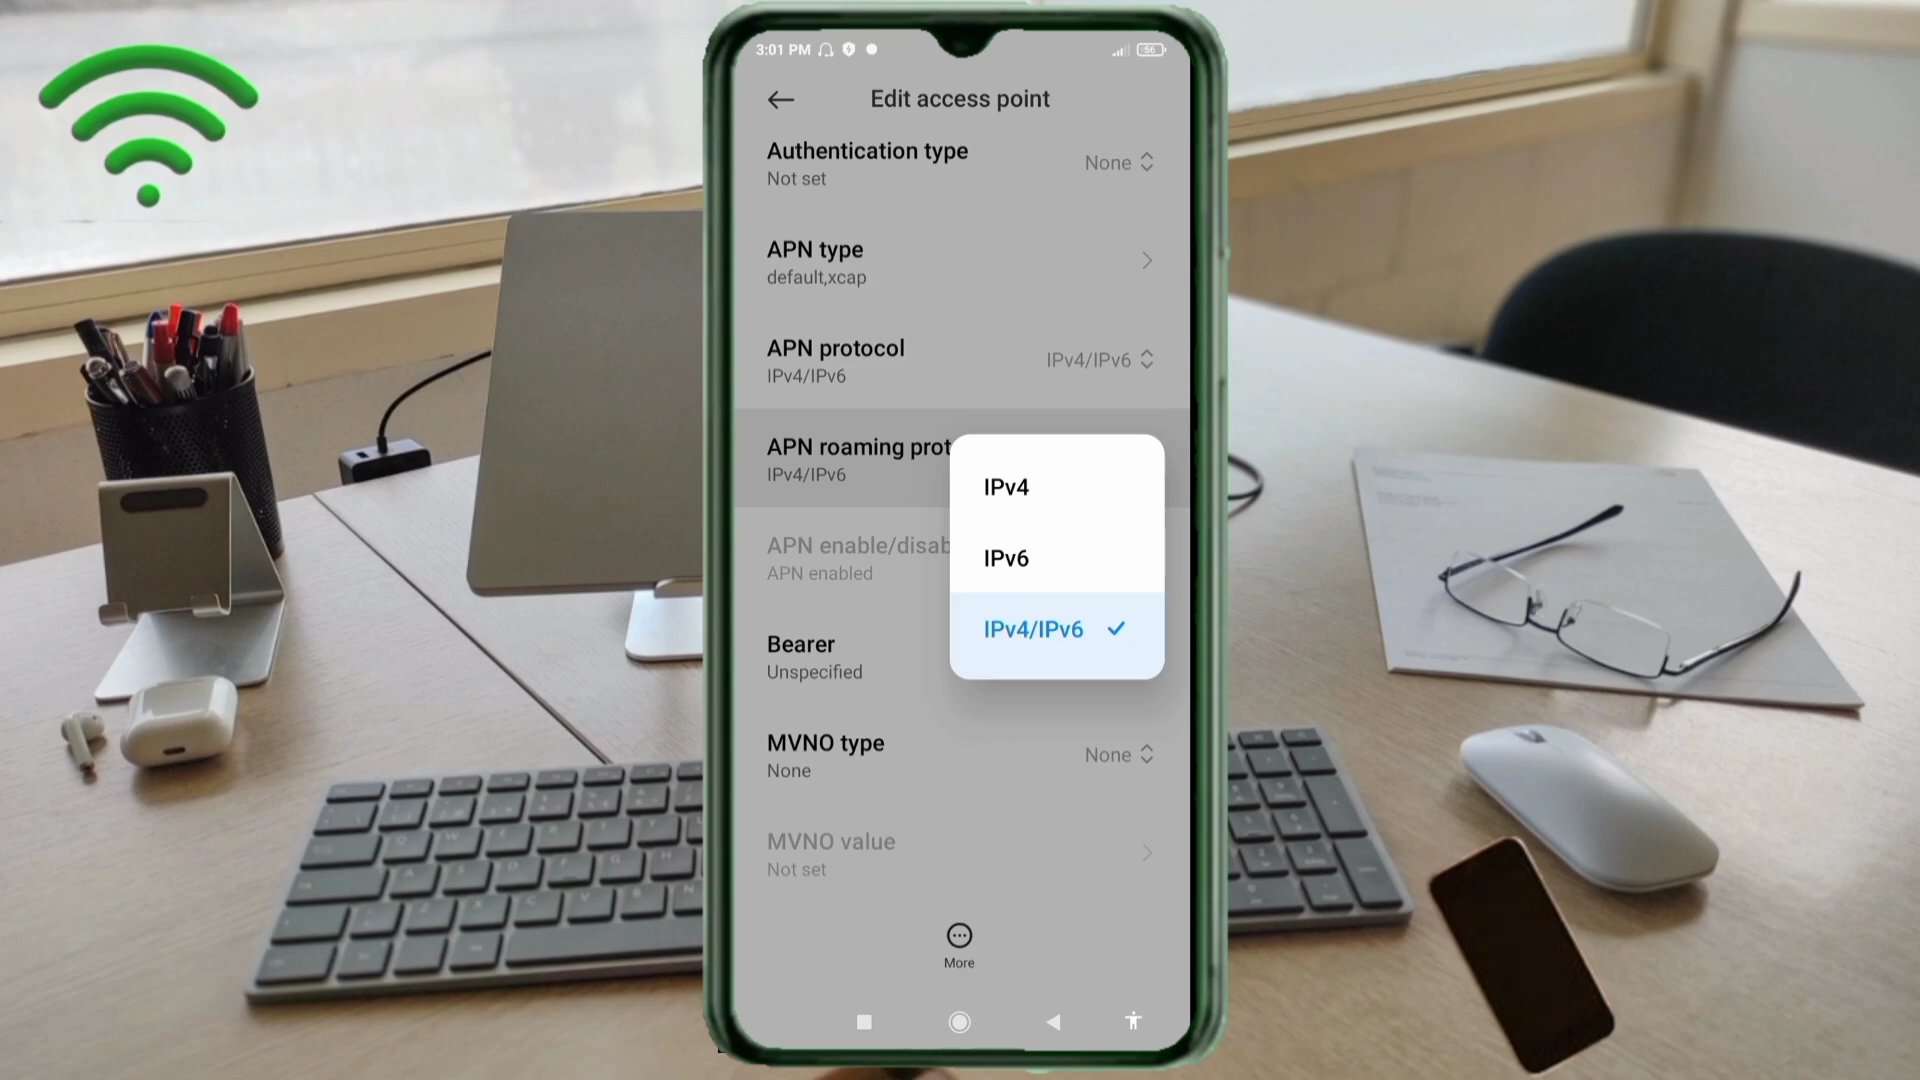 3:01 PM
56
Edit access point
Authentication type
Not set
None
APN type
default,xcap
APN protocol
IPv4/IPv6
IPv4/IPv6
APN roaming prot
IPv4/IPv6
IPv4
IPv6
IPv4/IPv6
APN enable/disab
APN enabled
Bearer
Unspecified
MVNO type
None
None
MVNO value
Not set
More